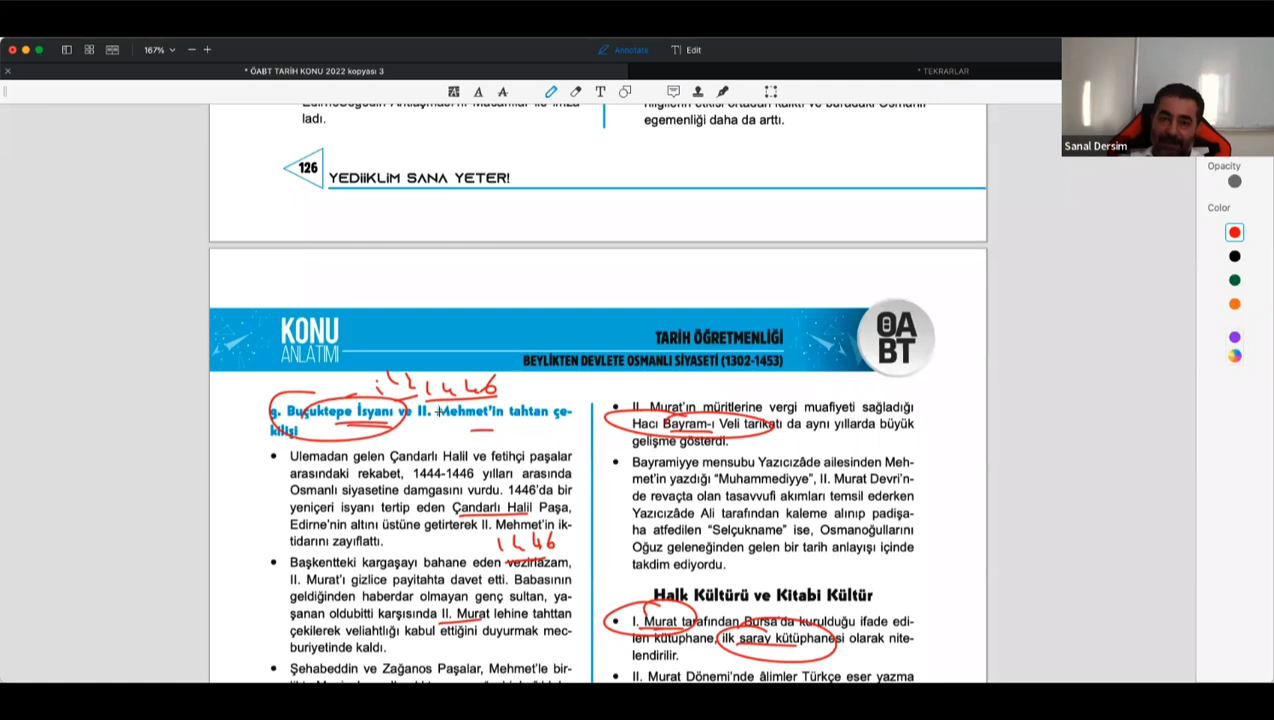 167%
Annotate
Edit
* ÖABT TARİH KONU 2022 kopyası 3
* TEKRARLAR
Sanal Dersim
Opacity
Color
ladı.
egemenliği daha da arttı.
126
YEDİİKLİM SANA YETER!
KONU
ANLATIMI
TARİH ÖĞRETMENLİĞİ
BEYLİKTEN DEVLETE OSMANLI SİYASETİ (1302-1453)
ÖABT
1446
g. Buçuktepe İsyanı ve II. Mehmet'in tahtan çe-
kilişi
• Ulemadan gelen Çandarlı Halil ve fetihçi paşalar
arasındaki rekabet, 1444-1446 yılları arasında
Osmanlı siyasetine damgasını vurdu. 1446'da bir
yeniçeri isyanı tertip eden Çandarlı Halil Paşa,
Edirne'nin altını üstüne getirterek II. Mehmet'in ik-
tidarını zayıflattı.
1446
• Başkentteki kargaşayı bahane eden vezirîazam,
II. Murat'ı gizlice payitahta davet etti. Babasının
geldiğinden haberdar olmayan genç sultan, ya-
şanan oldubitti karşısında II. Murat lehine tahttan
çekilerek veliahtlığı kabul ettiğini duyurmak mec-
buriyetinde kaldı.
• Şehabeddin ve Zağanos Paşalar, Mehmet'le bir-
• II. Murat'ın müritlerine vergi muafiyeti sağladığı
Hacı Bayram-ı Veli tarikatı da aynı yıllarda büyük
gelişme gösterdi.
• Bayramiyye mensubu Yazıcızâde ailesinden Meh-
met'in yazdığı “Muhammediyye”, II. Murat Devri'n-
de revaçta olan tasavvufi akımları temsil ederken
Yazıcızâde Ali tarafından kaleme alınıp padişa-
ha atfedilen “Selçukname” ise, Osmanoğullarını
Oğuz geleneğinden gelen bir tarih anlayışı içinde
takdim ediyordu.
Halk Kültürü ve Kitabi Kültür
• I. Murat tarafından Bursa'da kurulduğu ifade edi-
len kütüphane, ilk saray kütüphanesi olarak nite-
lendirilir.
• II. Murat Dönemi'nde âlimler Türkçe eser yazma